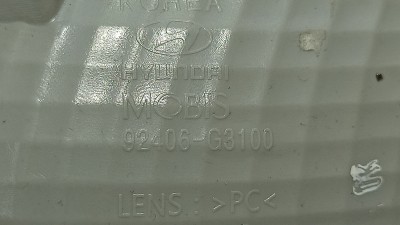 KOREA
HYUNDAI
MOBIS
92406-G3100
LENS : >PC<